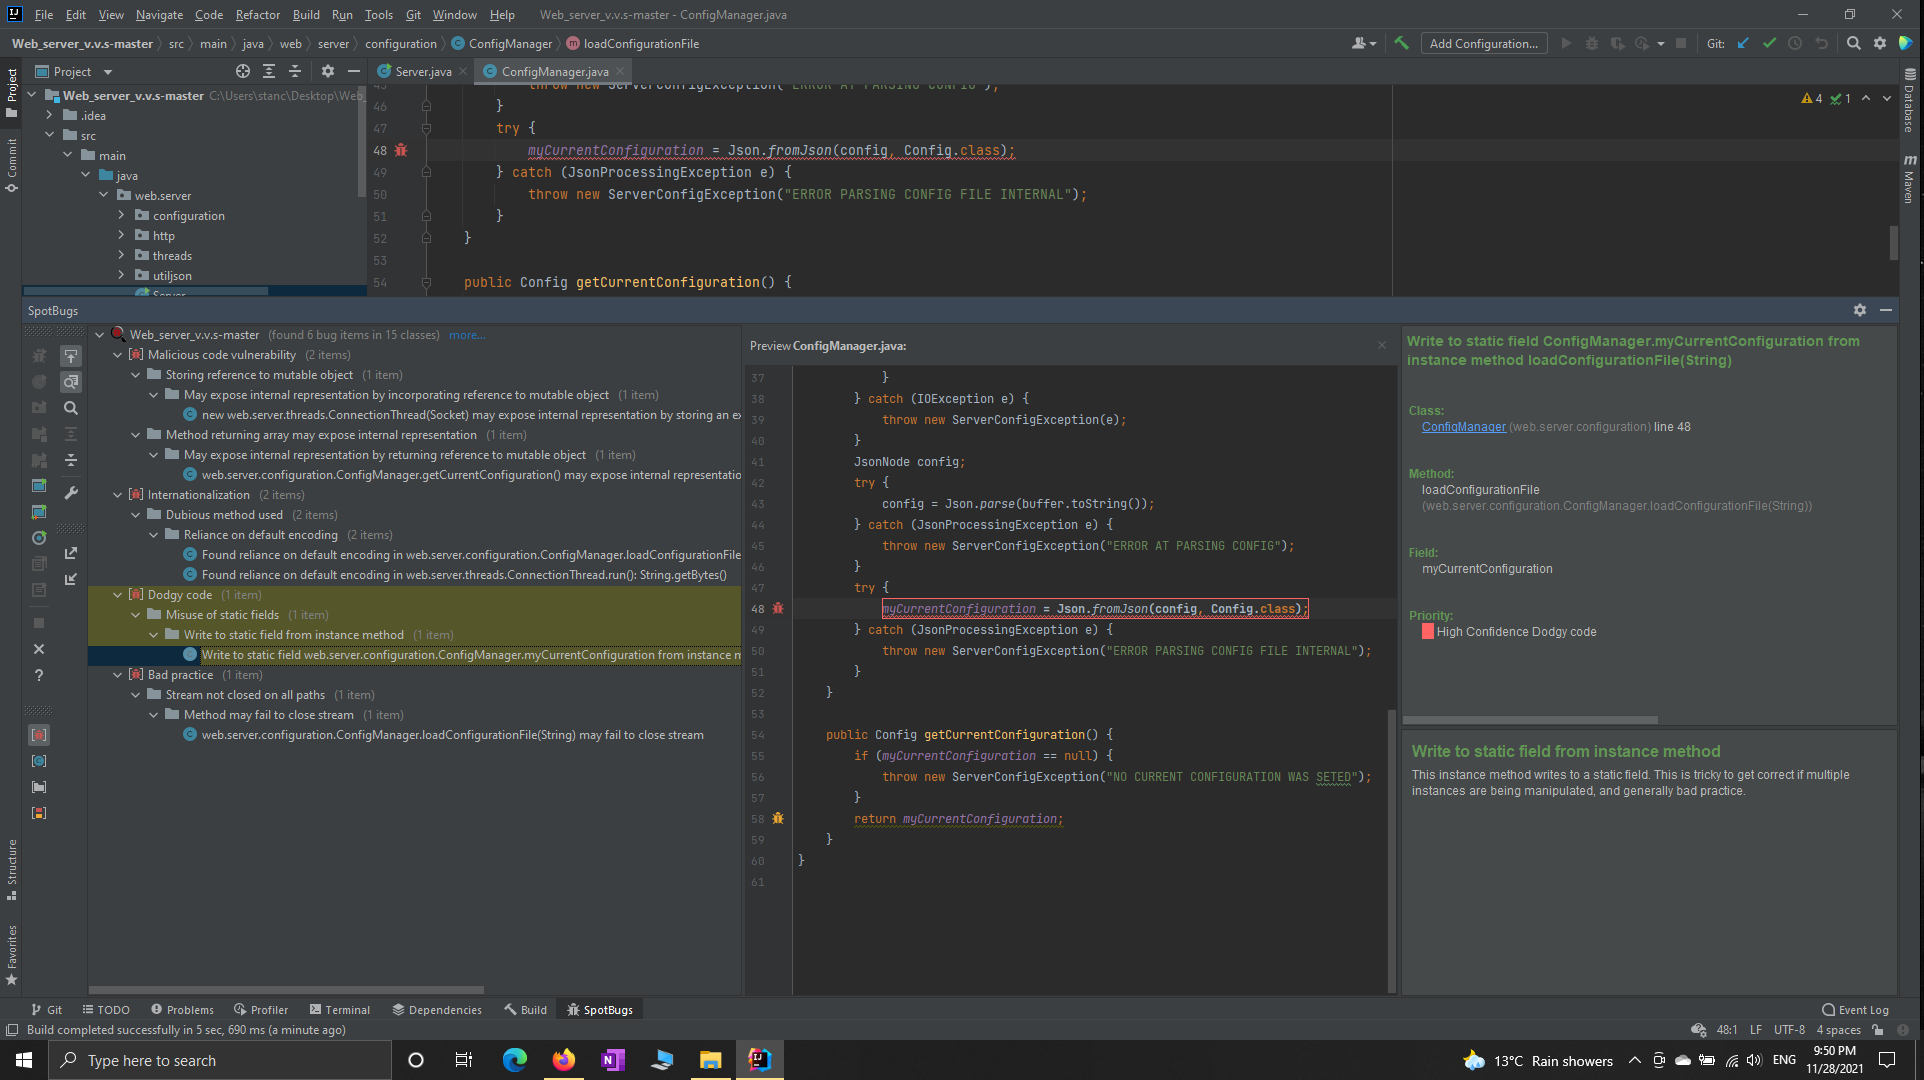 File Edit View Navigate Code Refactor Build Run Tools Git Window Help Web_server_v.v.s-master - ConfigManager.java
Web_server_v.v.s-master src main java web server configuration ConfigManager loadConfigurationFile
Add Configuration... Git:
Project
Server.java ConfigManager.java
Web_server_v.v.s-master C:\Users\stanc\Desktop\Web_
.idea
src
main
java
web.server
configuration
http
threads
utiljson
Server
Project
Commit
Structure
Favorites
Database
Maven
4 1
45 throw new ServerConfigException("ERROR AT PARSING CONFIG");
46 }
47 try {
48 myCurrentConfiguration = Json.fromJson(config, Config.class);
49 } catch (JsonProcessingException e) {
50 throw new ServerConfigException("ERROR PARSING CONFIG FILE INTERNAL");
51 }
52 }
53
54 public Config getCurrentConfiguration() {
SpotBugs
Web_server_v.v.s-master (found 6 bug items in 15 classes) more...
Malicious code vulnerability (2 items)
Storing reference to mutable object (1 item)
May expose internal representation by incorporating reference to mutable object (1 item)
new web.server.threads.ConnectionThread(Socket) may expose internal representation by storing an ex
Method returning array may expose internal representation (1 item)
May expose internal representation by returning reference to mutable object (1 item)
web.server.configuration.ConfigManager.getCurrentConfiguration() may expose internal representatio
Internationalization (2 items)
Dubious method used (2 items)
Reliance on default encoding (2 items)
Found reliance on default encoding in web.server.configuration.ConfigManager.loadConfigurationFile
Found reliance on default encoding in web.server.threads.ConnectionThread.run(): String.getBytes()
Dodgy code (1 item)
Misuse of static fields (1 item)
Write to static field from instance method (1 item)
Write to static field web.server.configuration.ConfigManager.myCurrentConfiguration from instance m
Bad practice (1 item)
Stream not closed on all paths (1 item)
Method may fail to close stream (1 item)
web.server.configuration.ConfigManager.loadConfigurationFile(String) may fail to close stream
Preview ConfigManager.java:
37 }
38 } catch (IOException e) {
39 throw new ServerConfigException(e);
40 }
41 JsonNode config;
42 try {
43 config = Json.parse(buffer.toString());
44 } catch (JsonProcessingException e) {
45 throw new ServerConfigException("ERROR AT PARSING CONFIG");
46 }
47 try {
48 myCurrentConfiguration = Json.fromJson(config, Config.class);
49 } catch (JsonProcessingException e) {
50 throw new ServerConfigException("ERROR PARSING CONFIG FILE INTERNAL");
51 }
52 }
53
54 public Config getCurrentConfiguration() {
55 if (myCurrentConfiguration == null) {
56 throw new ServerConfigException("NO CURRENT CONFIGURATION WAS SETED");
57 }
58 return myCurrentConfiguration;
59 }
60 }
61
Write to static field ConfigManager.myCurrentConfiguration from
instance method loadConfigurationFile(String)
Class:
ConfigManager (web.server.configuration) line 48
Method:
loadConfigurationFile
(web.server.configuration.ConfigManager.loadConfigurationFile(String))
Field:
myCurrentConfiguration
Priority:
High Confidence Dodgy code
Write to static field from instance method
This instance method writes to a static field. This is tricky to get correct if multiple
instances are being manipulated, and generally bad practice.
Git TODO Problems Profiler Terminal Dependencies Build SpotBugs Event Log
Build completed successfully in 5 sec, 690 ms (a minute ago) 48:1 LF UTF-8 4 spaces
Type here to search 13°C Rain showers ENG 9:50 PM
11/28/2021